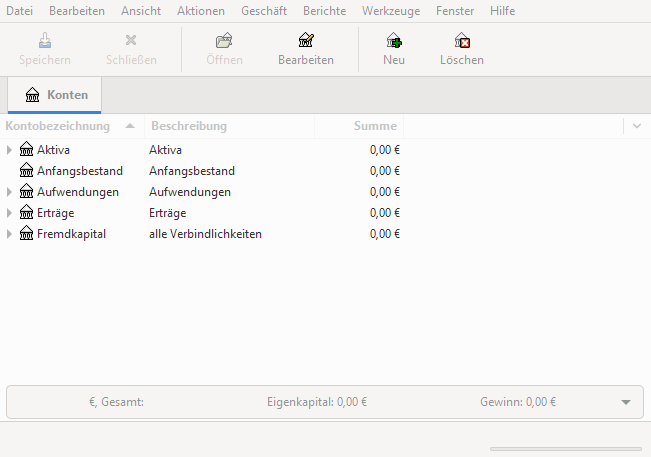 Datei Bearbeiten Ansicht Aktionen Geschäft Berichte Werkzeuge Fenster Hilfe
Speichern Schließen Öffnen Bearbeiten Neu Löschen
Konten
Kontobezeichnung Beschreibung Summe
Aktiva Aktiva 0,00 €
Anfangsbestand Anfangsbestand 0,00 €
Aufwendungen Aufwendungen 0,00 €
Erträge Erträge 0,00 €
Fremdkapital alle Verbindlichkeiten 0,00 €
€, Gesamt: Eigenkapital: 0,00 € Gewinn: 0,00 €